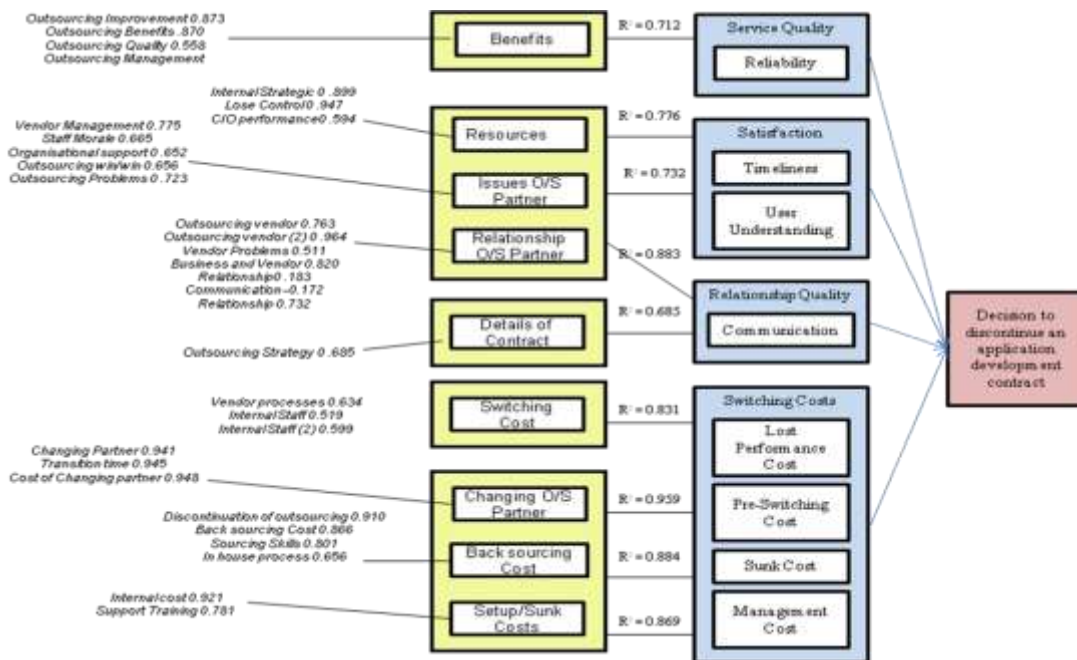 Outsourcing Improvement 0.873
Outsourcing Benefits .870
Outsourcing Quality 0.558
Outsourcing Management
Benefits
R² = 0.712
Service Quality
Reliability
Internal Strategic 0 .899
Lose Control 0 .947
CIO performance 0.594
Resources
R² = 0.776
Satisfaction
Timeliness
User
Understanding
Vendor Management 0.775
Staff Morale 0.665
Organisational support 0 .652
Outsourcing win/win 0.656
Outsourcing Problems 0 .723
Issues O/S
Partner
R² = 0.732
Outsourcing vendor 0.763
Outsourcing vendor (2) 0 .964
Vendor Problems 0.511
Business and Vendor 0.820
Relationship 0 .183
Communication -0.172
Relationship 0.732
Relationship
O/S Partner
R² = 0.883
Relationship Quality
Communication
Outsourcing Strategy 0 .685
Details of
Contract
R² = 0.685
Decision to
discontinue an
application
development
contract
Vendor processes 0.634
Internal Staff 0.519
Internal Staff (2) 0.599
Switching
Cost
R² = 0.831
Switching Costs
Lost
Performance
Cost
Pre-Switching
Cost
Sunk Cost
Management
Cost
Changing Partner 0.941
Transition time 0.945
Cost of Changing partner 0.948
Changing O/S
Partner
R² = 0.959
Discontinuation of outsourcing 0.910
Back sourcing Cost 0.866
Sourcing Skills 0.801
In house process 0.656
Back sourcing
Cost
R² = 0.884
Internal cost 0.921
Support Training 0.781
Setup/Sunk
Costs
R² = 0.869